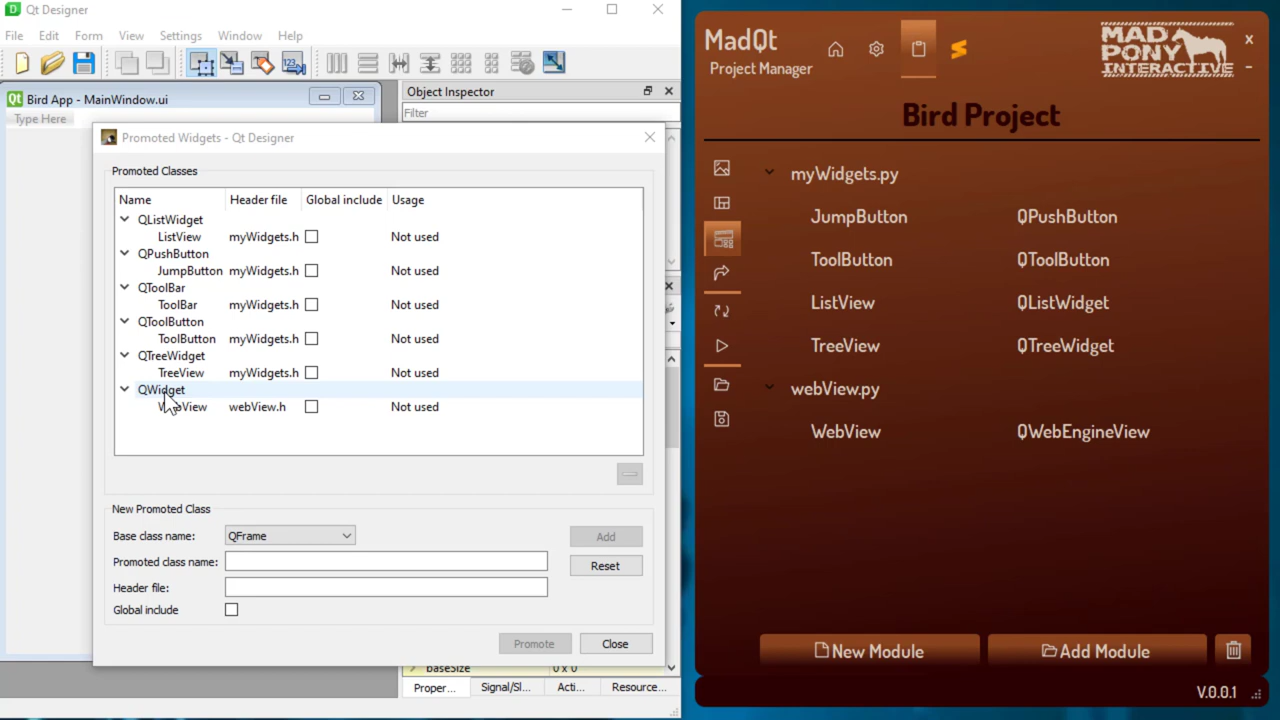 Qt Designer
File Edit Form View Settings Window Help
Bird App - MainWindow.ui
Type Here
Object Inspector
Filter
Promoted Widgets - Qt Designer
Promoted Classes
Name Header file Global include Usage
QListWidget
ListView myWidgets.h Not used
QPushButton
JumpButton myWidgets.h Not used
QToolBar
ToolBar myWidgets.h Not used
QToolButton
ToolButton myWidgets.h Not used
QTreeWidget
TreeView myWidgets.h Not used
QWidget
webView.h Not used
New Promoted Class
Base class name: QFrame Add
Promoted class name: Reset
Header file:
Global include
Promote Close
baseSize 0 x 0
Proper... Signal/Sl... Acti... Resource...
MadQt
Project Manager
MAD PONY INTERACTIVE
x
-
Bird Project
myWidgets.py
JumpButton QPushButton
ToolButton QToolButton
ListView QListWidget
TreeView QTreeWidget
webView.py
WebView QWebEngineView
New Module Add Module
V.0.0.1